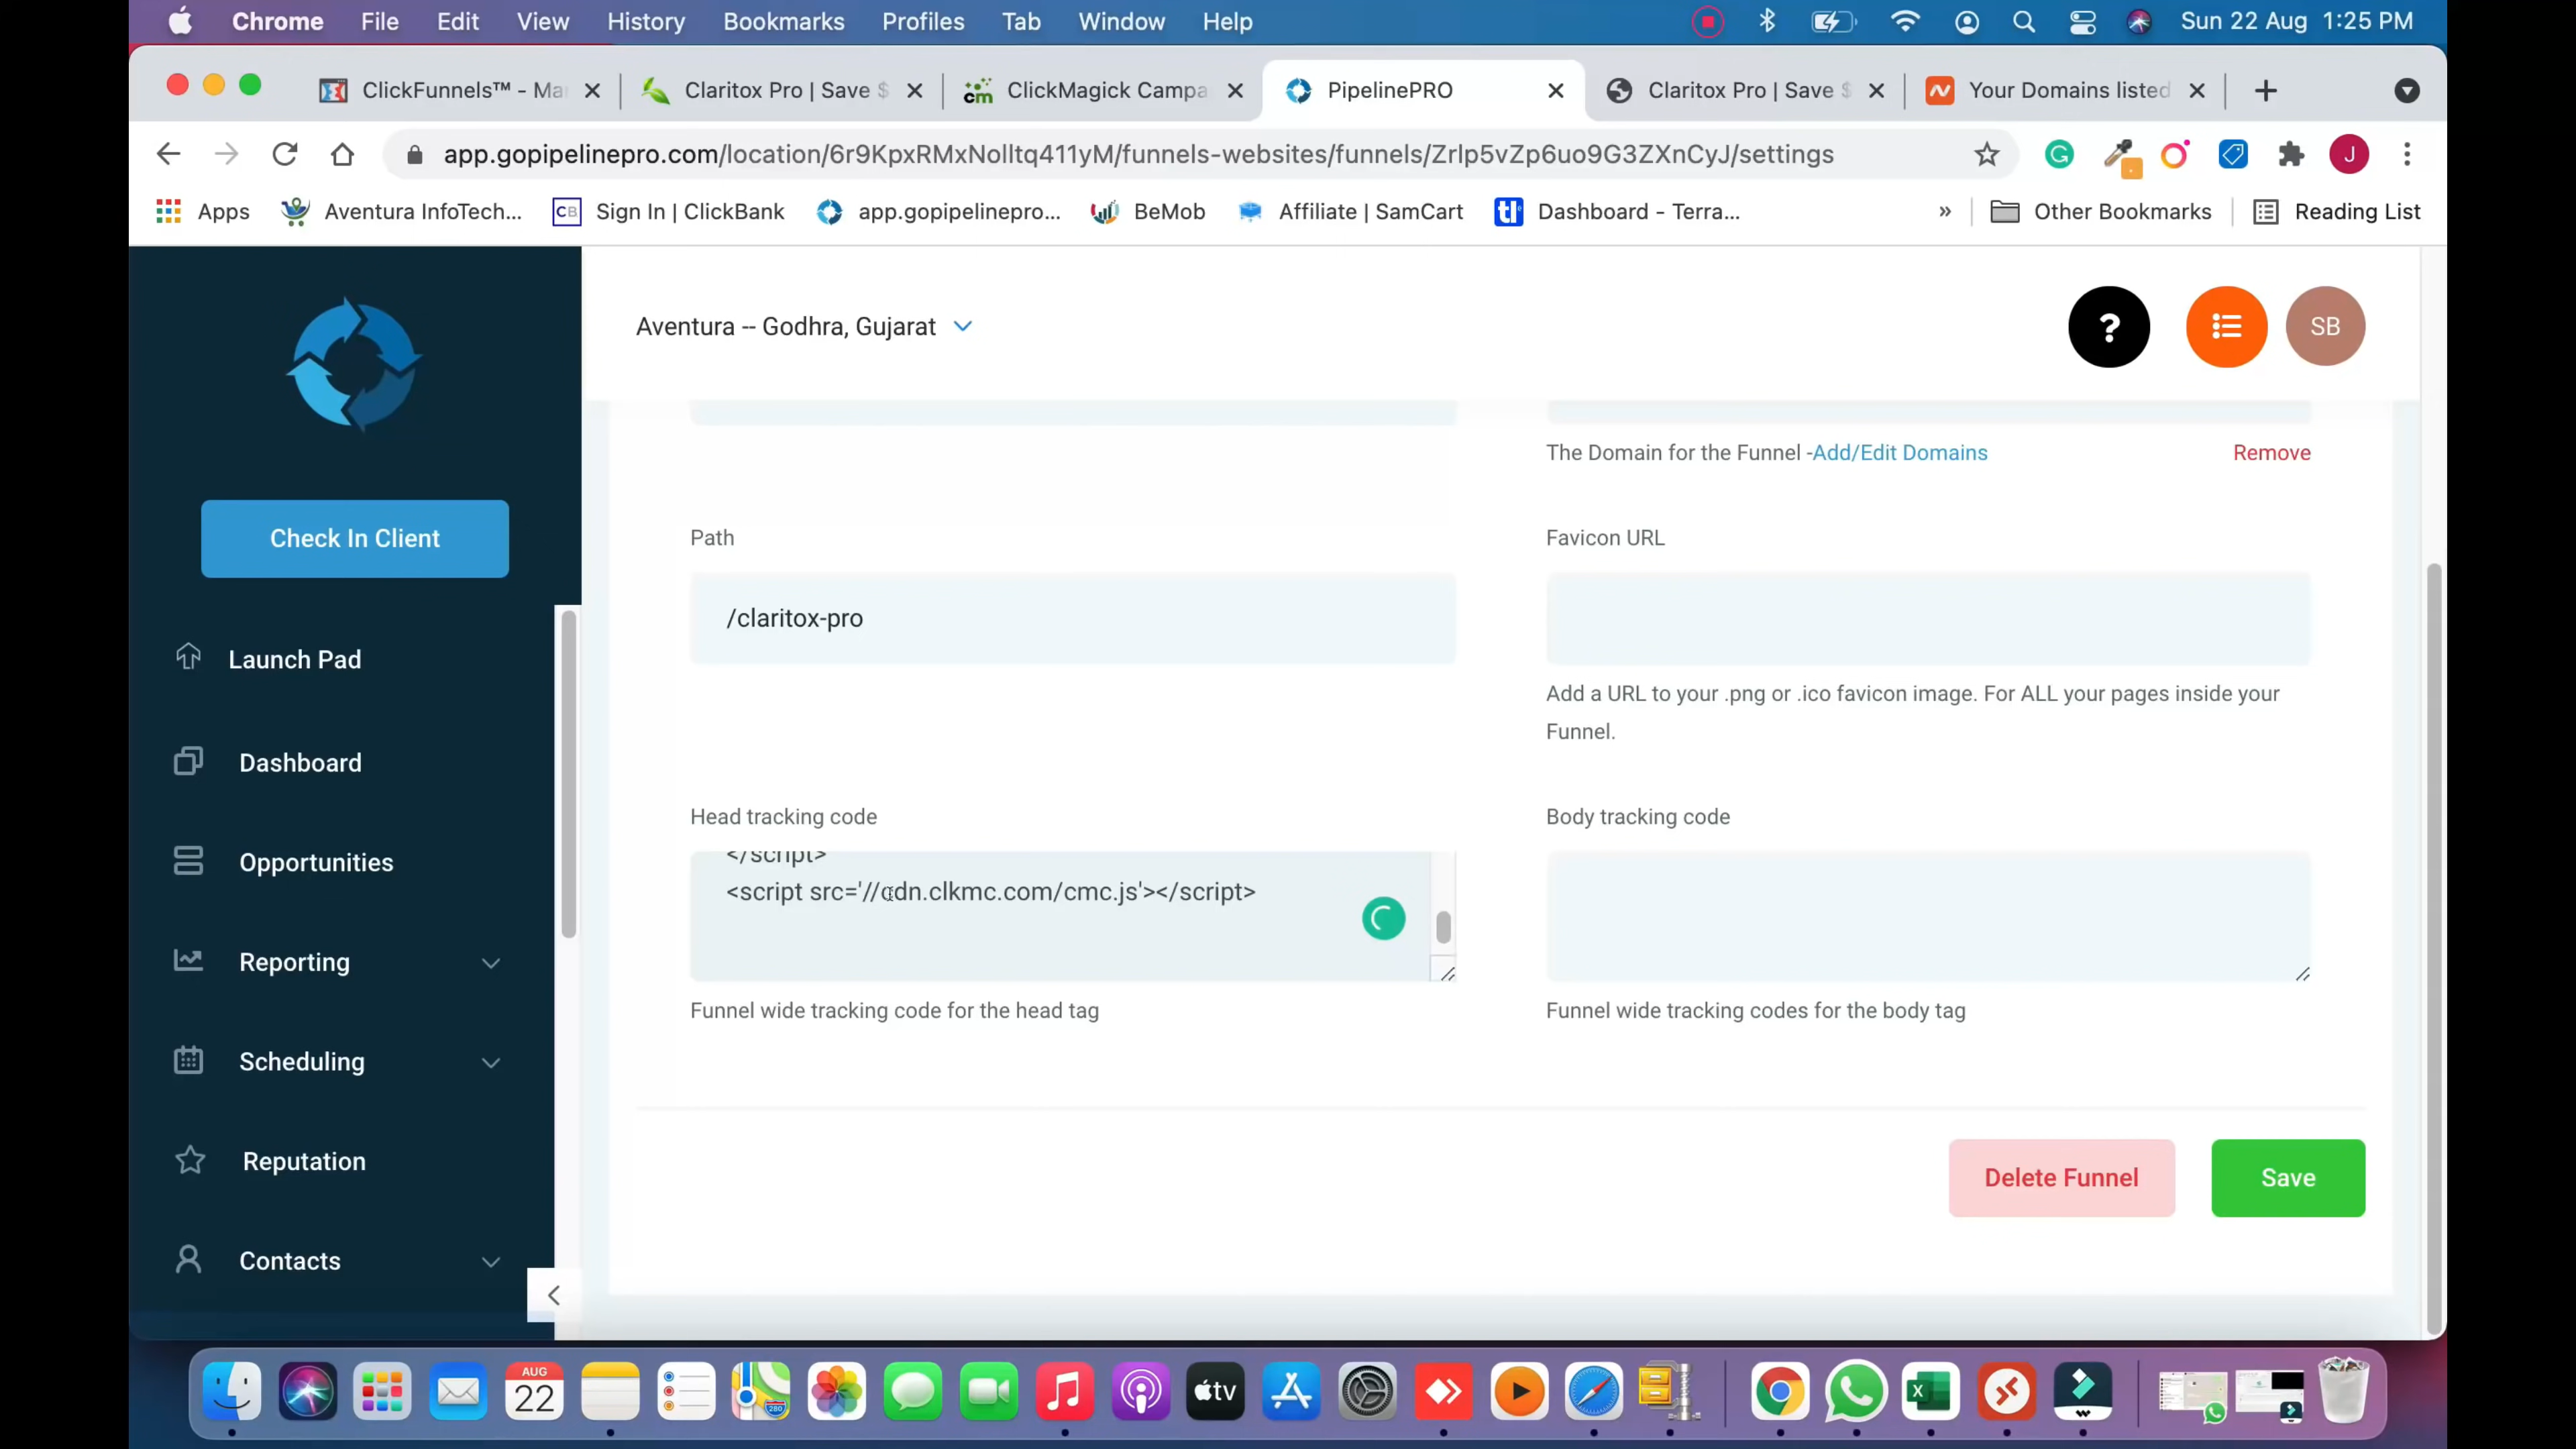 Chrome File Edit View History Bookmarks Profiles Tab Window Help Sun 22 Aug 1:25 PM
ClickFunnels™ - Ma Claritox Pro | Save $ ClickMagick Campa PipelinePRO Claritox Pro | Save $ Your Domains listed
app.gopipelinepro.com/location/6r9KpxRMxNolltq411yM/funnels-websites/funnels/Zrlp5vZp6uo9G3ZXnCyJ/settings
J
Apps Aventura InfoTech... CB Sign In | ClickBank app.gopipelinepro... BeMob Affiliate | SamCart Dashboard - Terra... » Other Bookmarks Reading List
Aventura -- Godhra, Gujarat
? SB
Check In Client
Launch Pad
Dashboard
Opportunities
Reporting
Scheduling
Reputation
Contacts
The Domain for the Funnel -Add/Edit Domains Remove
Path
/claritox-pro
Favicon URL
Add a URL to your .png or .ico favicon image. For ALL your pages inside your
Funnel.
Head tracking code
</script>
<script src='//cdn.clkmc.com/cmc.js'></script>
Funnel wide tracking code for the head tag
Body tracking code
Funnel wide tracking codes for the body tag
Delete Funnel Save
AUG
22
280
tv